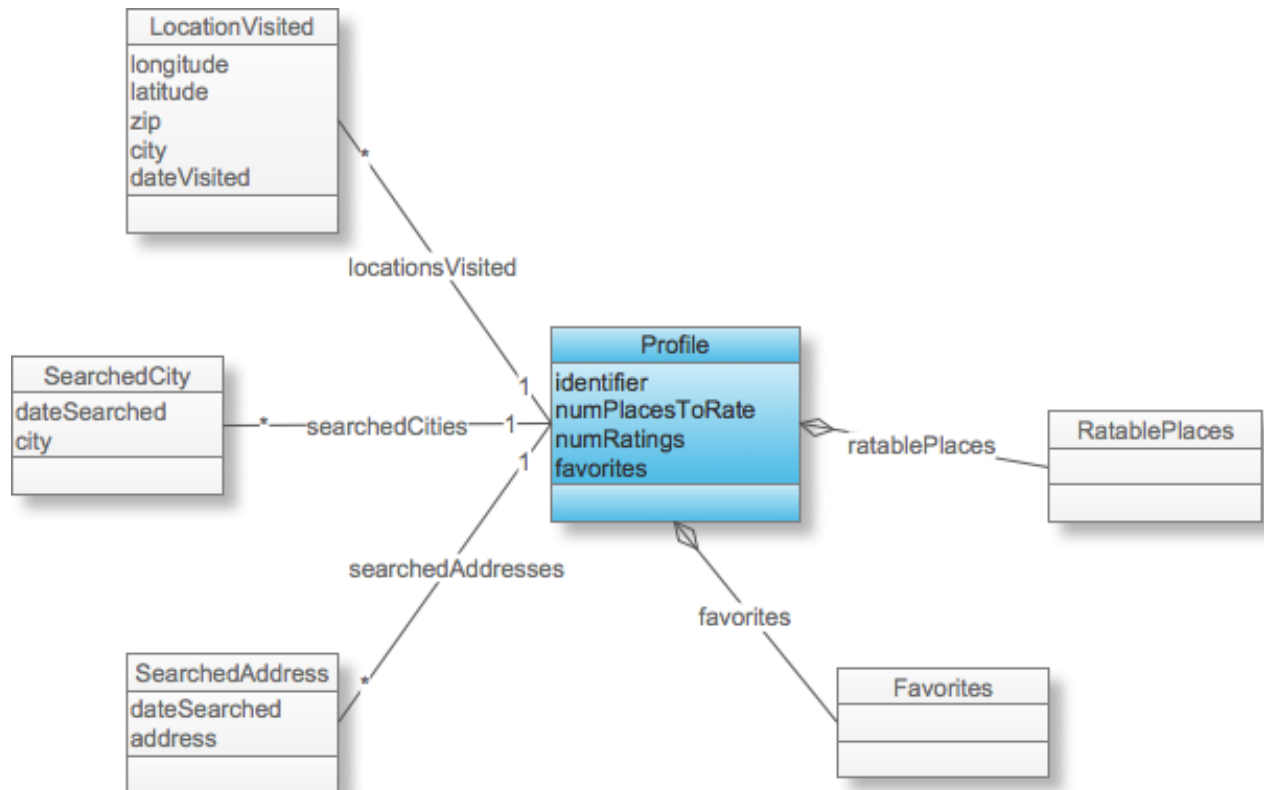 LocationVisited
longitude
latitude
zip
city
dateVisited
*
locationsVisited
1
SearchedCity
dateSearched
city
*
searchedCities
1
Profile
identifier
numPlacesToRate
numRatings
favorites
ratablePlaces
RatablePlaces
1
searchedAddresses
*
favorites
SearchedAddress
dateSearched
address
Favorites